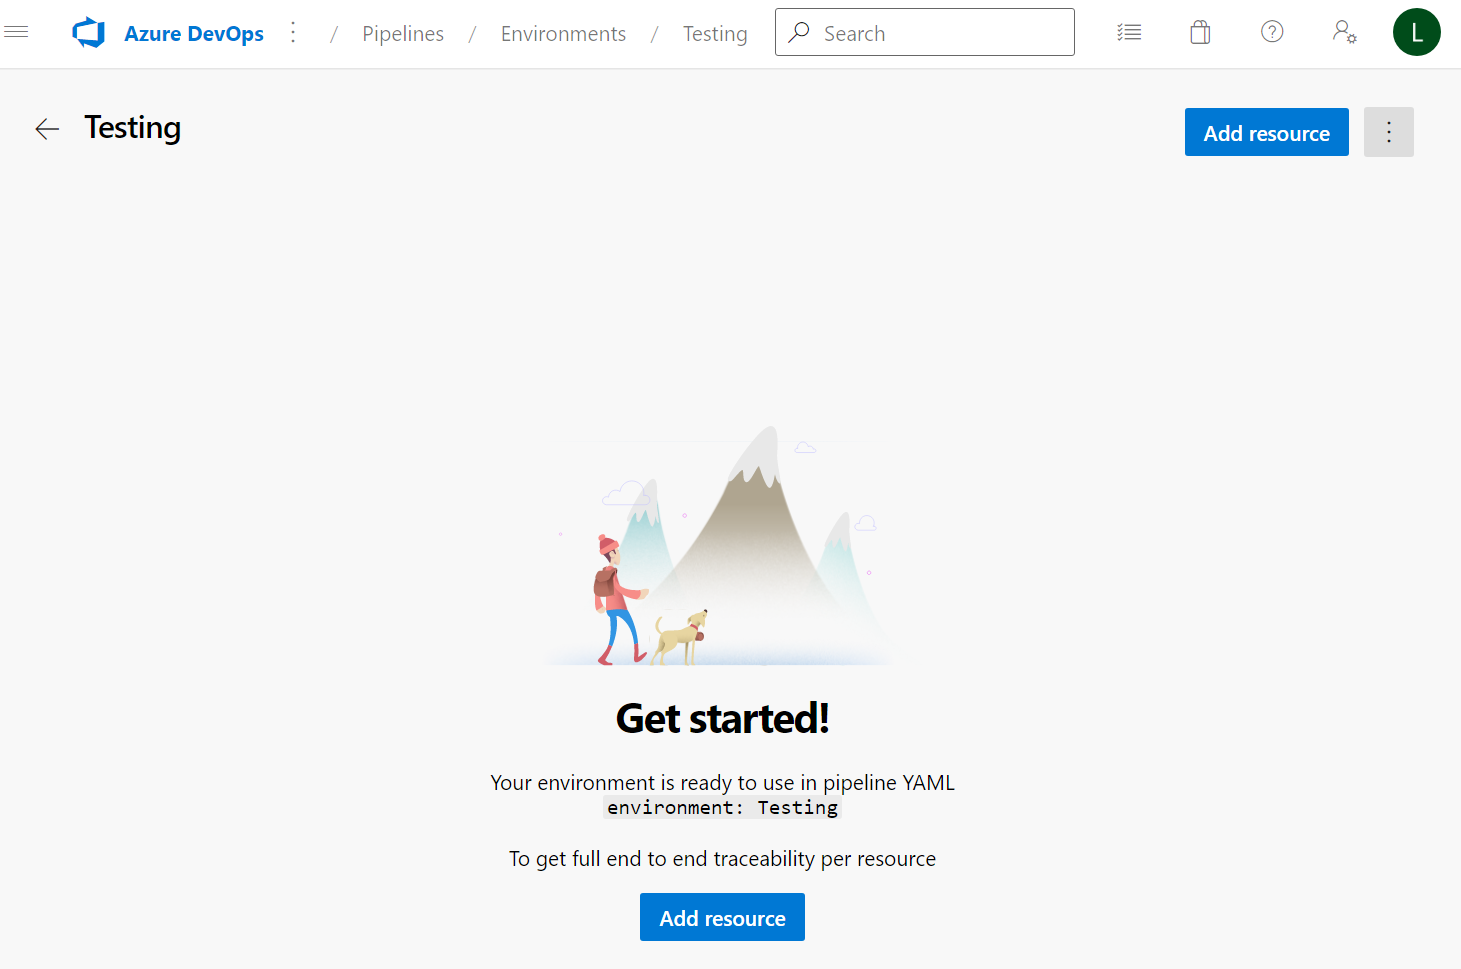 Azure DevOps / Pipelines / Environments / Testing Search L
Testing Add resource
Get started!
Your environment is ready to use in pipeline YAML
environment: Testing
To get full end to end traceability per resource
Add resource